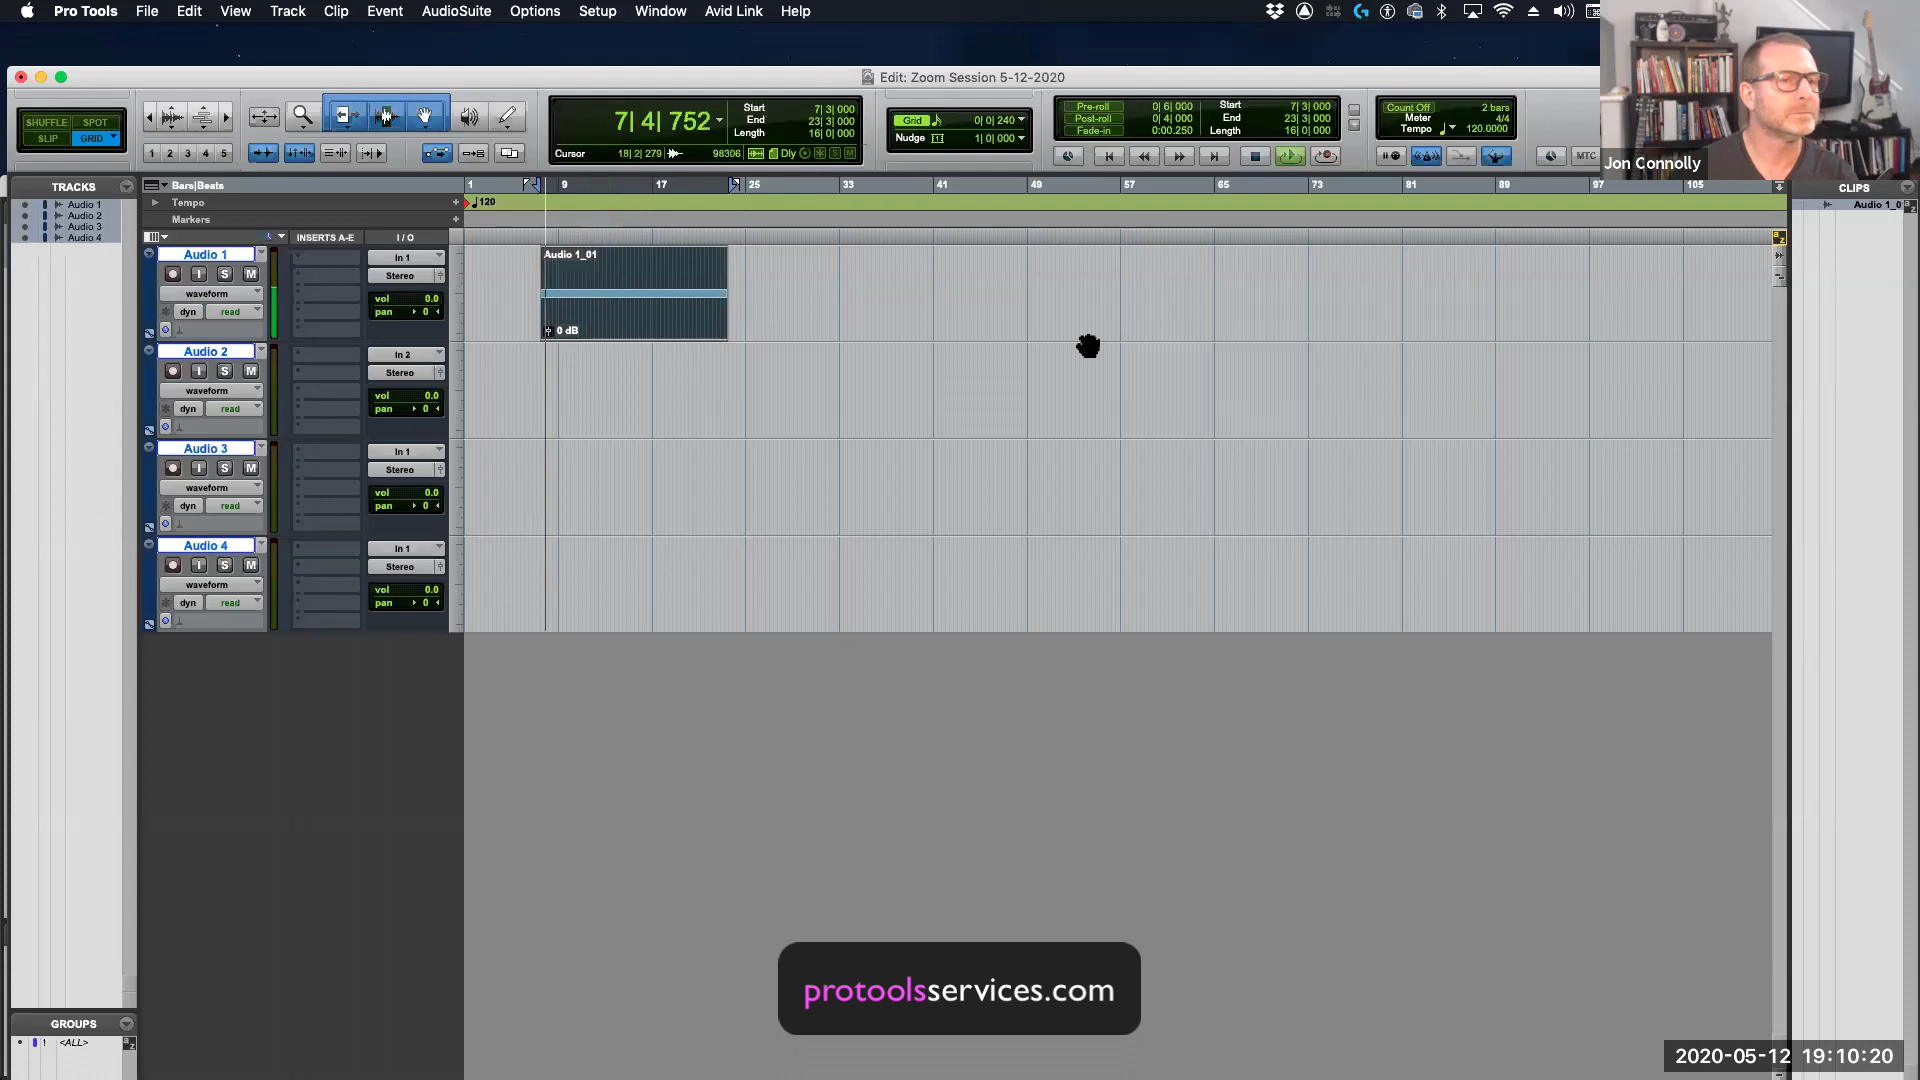 Pro Tools File Edit View Track Clip Event AudioSuite Options Setup Window Avid Link Help
Edit: Zoom Session 5-12-2020
SHUFFLE SPOT
SLIP GRID
1 2 3 4 5
7| 4| 752
Start 7| 3| 000
End 23| 3| 000
Length 16| 0| 000
Cursor 18| 2| 279 98306 Dly S M
Grid 0| 0| 240
Nudge 1| 0| 000
Pre-roll 0| 6| 000
Post-roll 0| 4| 000
Fade-in 0:00.250
Start 7| 3| 000
End 23| 3| 000
Length 16| 0| 000
Count Off 2 bars
Meter 4/4
Tempo 120.0000
MTC
Jon Connolly
TRACKS
Audio 1
Audio 2
Audio 3
Audio 4
Bars|Beats 1 9 17 25 33 41 49 57 65 73 81 89 97 105
Tempo 120
Markers
INSERTS A-E I / O
CLIPS
Audio 1_0
Audio 1
I S M
waveform
dyn read
In 1
Stereo
vol 0.0
pan 0
Audio 1_01
0 dB
Audio 2
I S M
waveform
dyn read
In 2
Stereo
vol 0.0
pan 0
Audio 3
I S M
waveform
dyn read
In 1
Stereo
vol 0.0
pan 0
Audio 4
I S M
waveform
dyn read
In 1
Stereo
vol 0.0
pan 0
GROUPS
! <ALL>
protoolsservices.com
2020-05-12 19:10:20